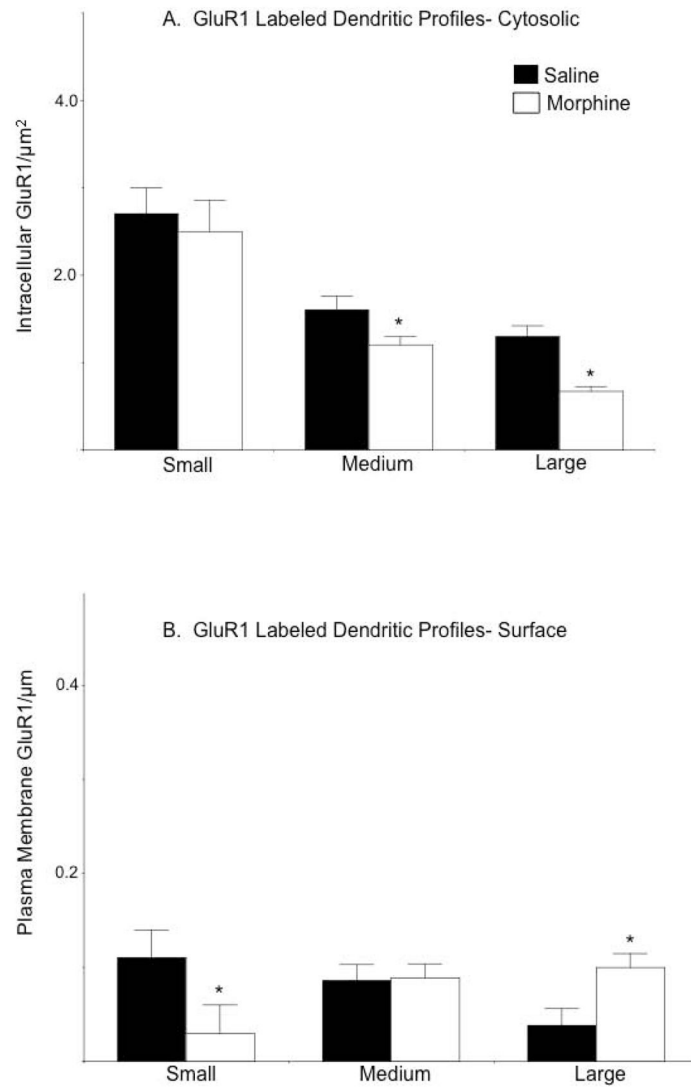 A. GluR1 Labeled Dendritic Profiles- Cytosolic
Saline
Morphine
4.0
2.0
Intracellular GluR1/µm²
*
*
Small Medium Large
B. GluR1 Labeled Dendritic Profiles- Surface
0.4
0.2
Plasma Membrane GluR1/µm
*
*
Small Medium Large